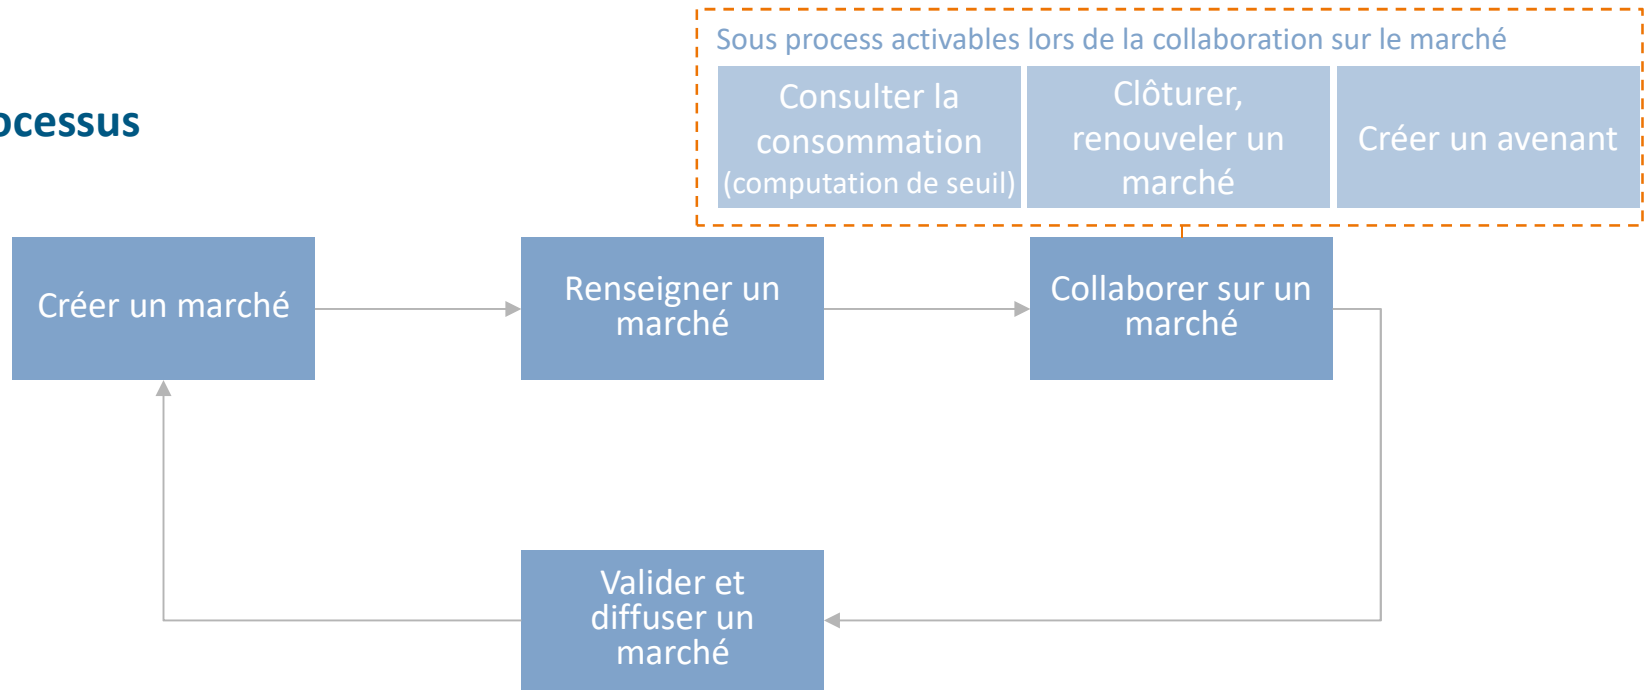 Sous process activables lors de la collaboration sur le marché
Consulter la
consommation
(computation de seuil)
Clôturer,
renouveler un
marché
Créer un avenant
ocessus
Créer un marché
Renseigner un
marché
Collaborer sur un
marché
Valider et
diffuser un
marché